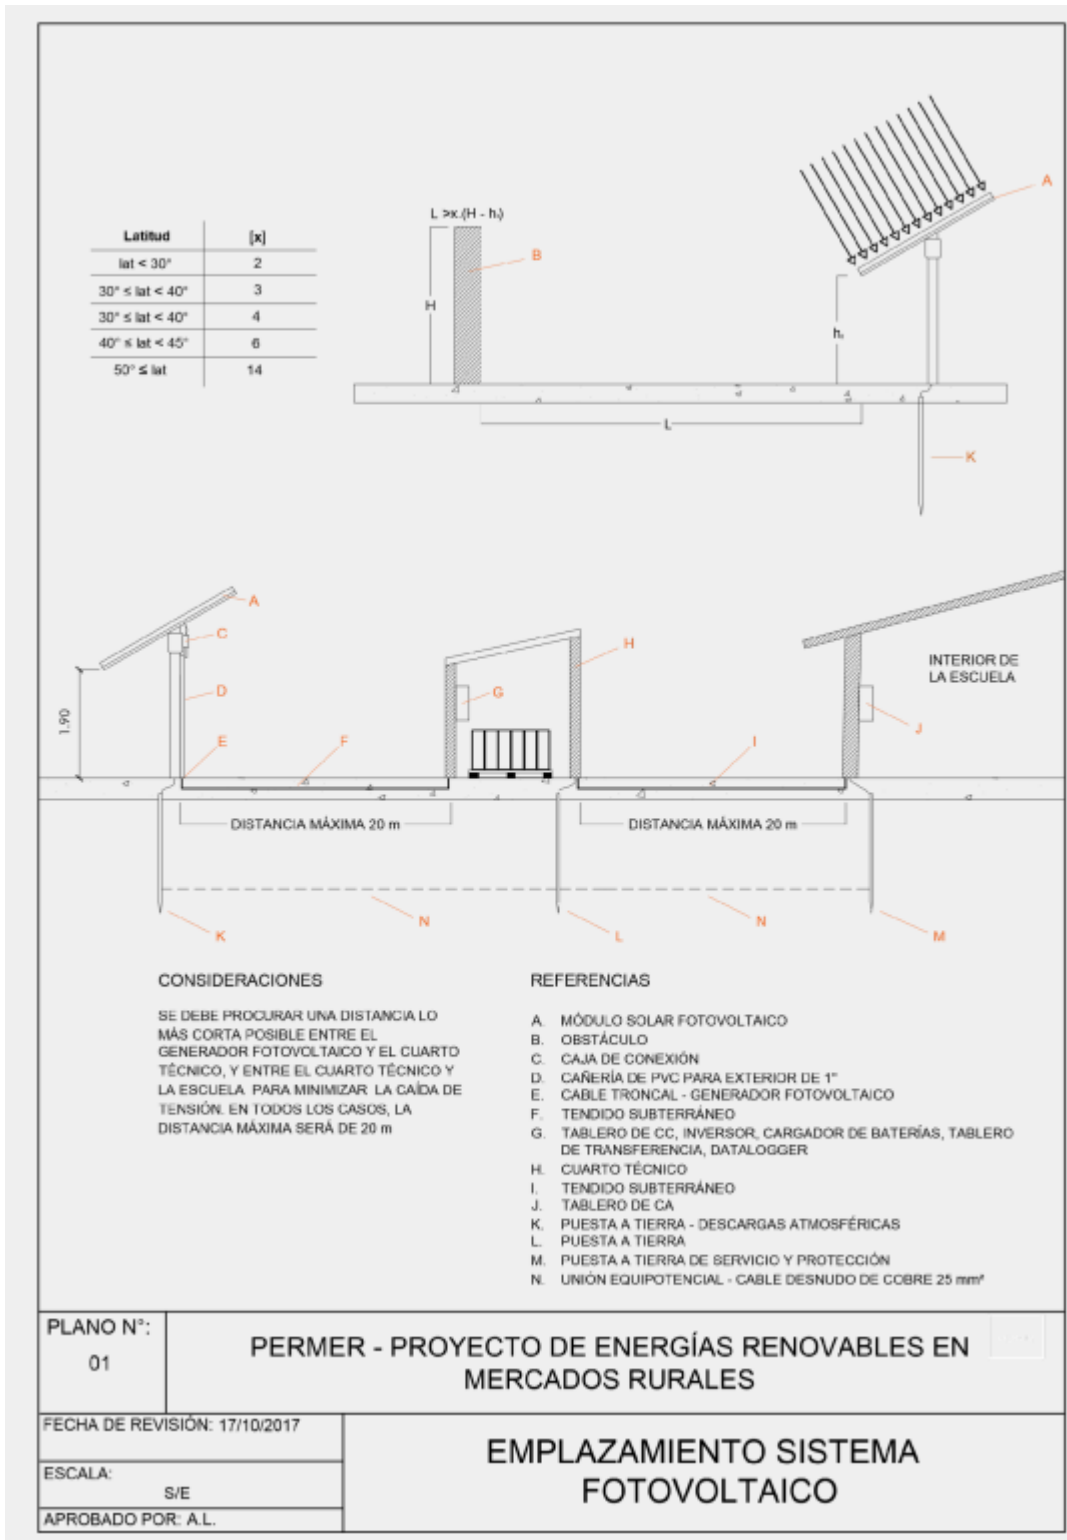 L >x.(H - h.)
Latitud [x]
lat < 30° 2
30° ≤ lat < 40° 3
30° ≤ lat < 40° 4
40° ≤ lat < 45° 6
50° ≤ lat 14
A
B
H
h.
L
K
A
C
D
E
F
G
H
I
J
1.90
INTERIOR DE
LA ESCUELA
DISTANCIA MÁXIMA 20 m
DISTANCIA MÁXIMA 20 m
K
N
L
N
M
CONSIDERACIONES
SE DEBE PROCURAR UNA DISTANCIA LO
MÁS CORTA POSIBLE ENTRE EL
GENERADOR FOTOVOLTAICO Y EL CUARTO
TÉCNICO, Y ENTRE EL CUARTO TÉCNICO Y
LA ESCUELA PARA MINIMIZAR LA CAÍDA DE
TENSIÓN. EN TODOS LOS CASOS, LA
DISTANCIA MÁXIMA SERÁ DE 20 m
REFERENCIAS
A. MÓDULO SOLAR FOTOVOLTAICO
B. OBSTÁCULO
C. CAJA DE CONEXIÓN
D. CAÑERÍA DE PVC PARA EXTERIOR DE 1"
E. CABLE TRONCAL - GENERADOR FOTOVOLTAICO
F. TENDIDO SUBTERRÁNEO
G. TABLERO DE CC, INVERSOR, CARGADOR DE BATERÍAS, TABLERO
DE TRANSFERENCIA, DATALOGGER
H. CUARTO TÉCNICO
I. TENDIDO SUBTERRÁNEO
J. TABLERO DE CA
K. PUESTA A TIERRA - DESCARGAS ATMOSFÉRICAS
L. PUESTA A TIERRA
M. PUESTA A TIERRA DE SERVICIO Y PROTECCIÓN
N. UNIÓN EQUIPOTENCIAL - CABLE DESNUDO DE COBRE 25 mm²
PLANO N°:
01
PERMER - PROYECTO DE ENERGÍAS RENOVABLES EN
MERCADOS RURALES
FECHA DE REVISIÓN: 17/10/2017
ESCALA:
S/E
APROBADO POR: A.L.
EMPLAZAMIENTO SISTEMA
FOTOVOLTAICO